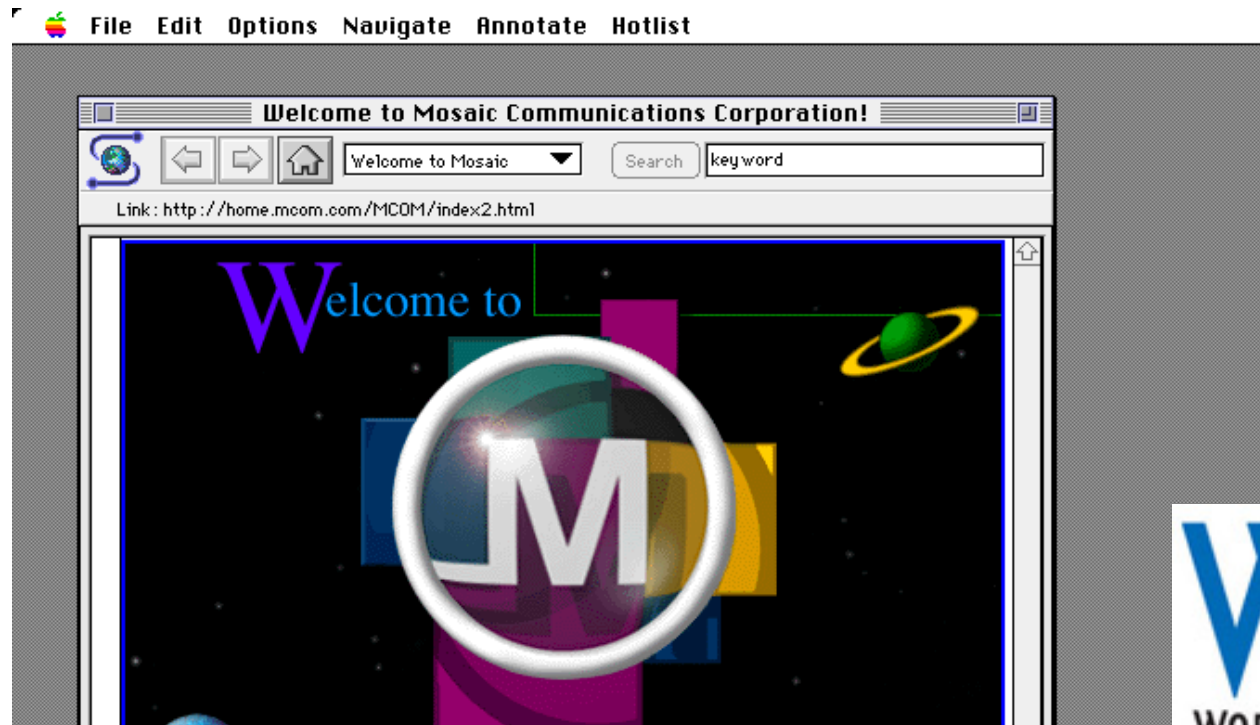 File Edit Options Navigate Annotate Hotlist
Welcome to Mosaic Communications Corporation!
Welcome to Mosaic Search keyword
Link: http://home.mcom.com/MCOM/index2.html
Welcome to
M
W